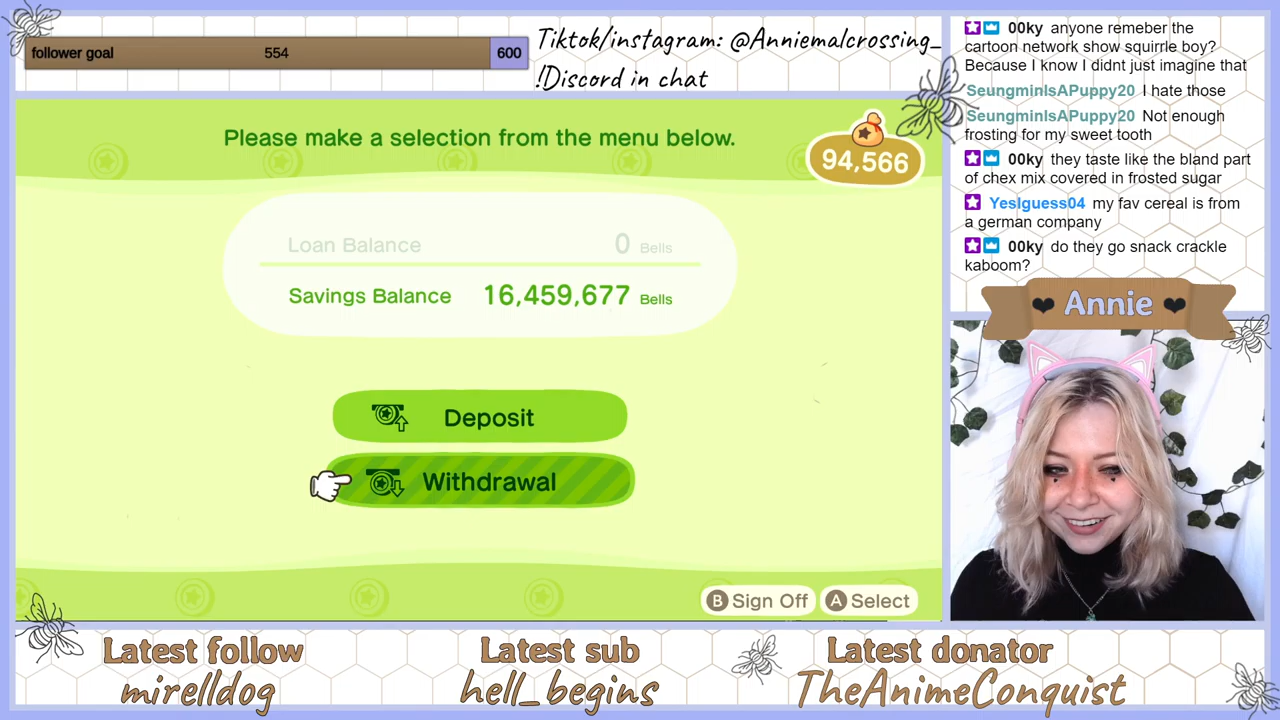 follower goal 554 600
Tiktok/instagram: @Anniemalcrossing_
!Discord in chat
Please make a selection from the menu below.
94,566
Loan Balance 0 Bells
Savings Balance 16,459,677 Bells
Deposit
Withdrawal
B Sign Off A Select
00ky anyone remeber the
cartoon network show squirrle boy?
Because I know I didnt just imagine that
SeungminIsAPuppy20 I hate those
SeungminIsAPuppy20 Not enough
frosting for my sweet tooth
00ky they taste like the bland part
of chex mix covered in frosted sugar
YesIguess04 my fav cereal is from
a german company
00ky do they go snack crackle
kaboom?
Annie
Latest follow
mirelldog
Latest sub
hell_begins
Latest donator
TheAnimeConquist